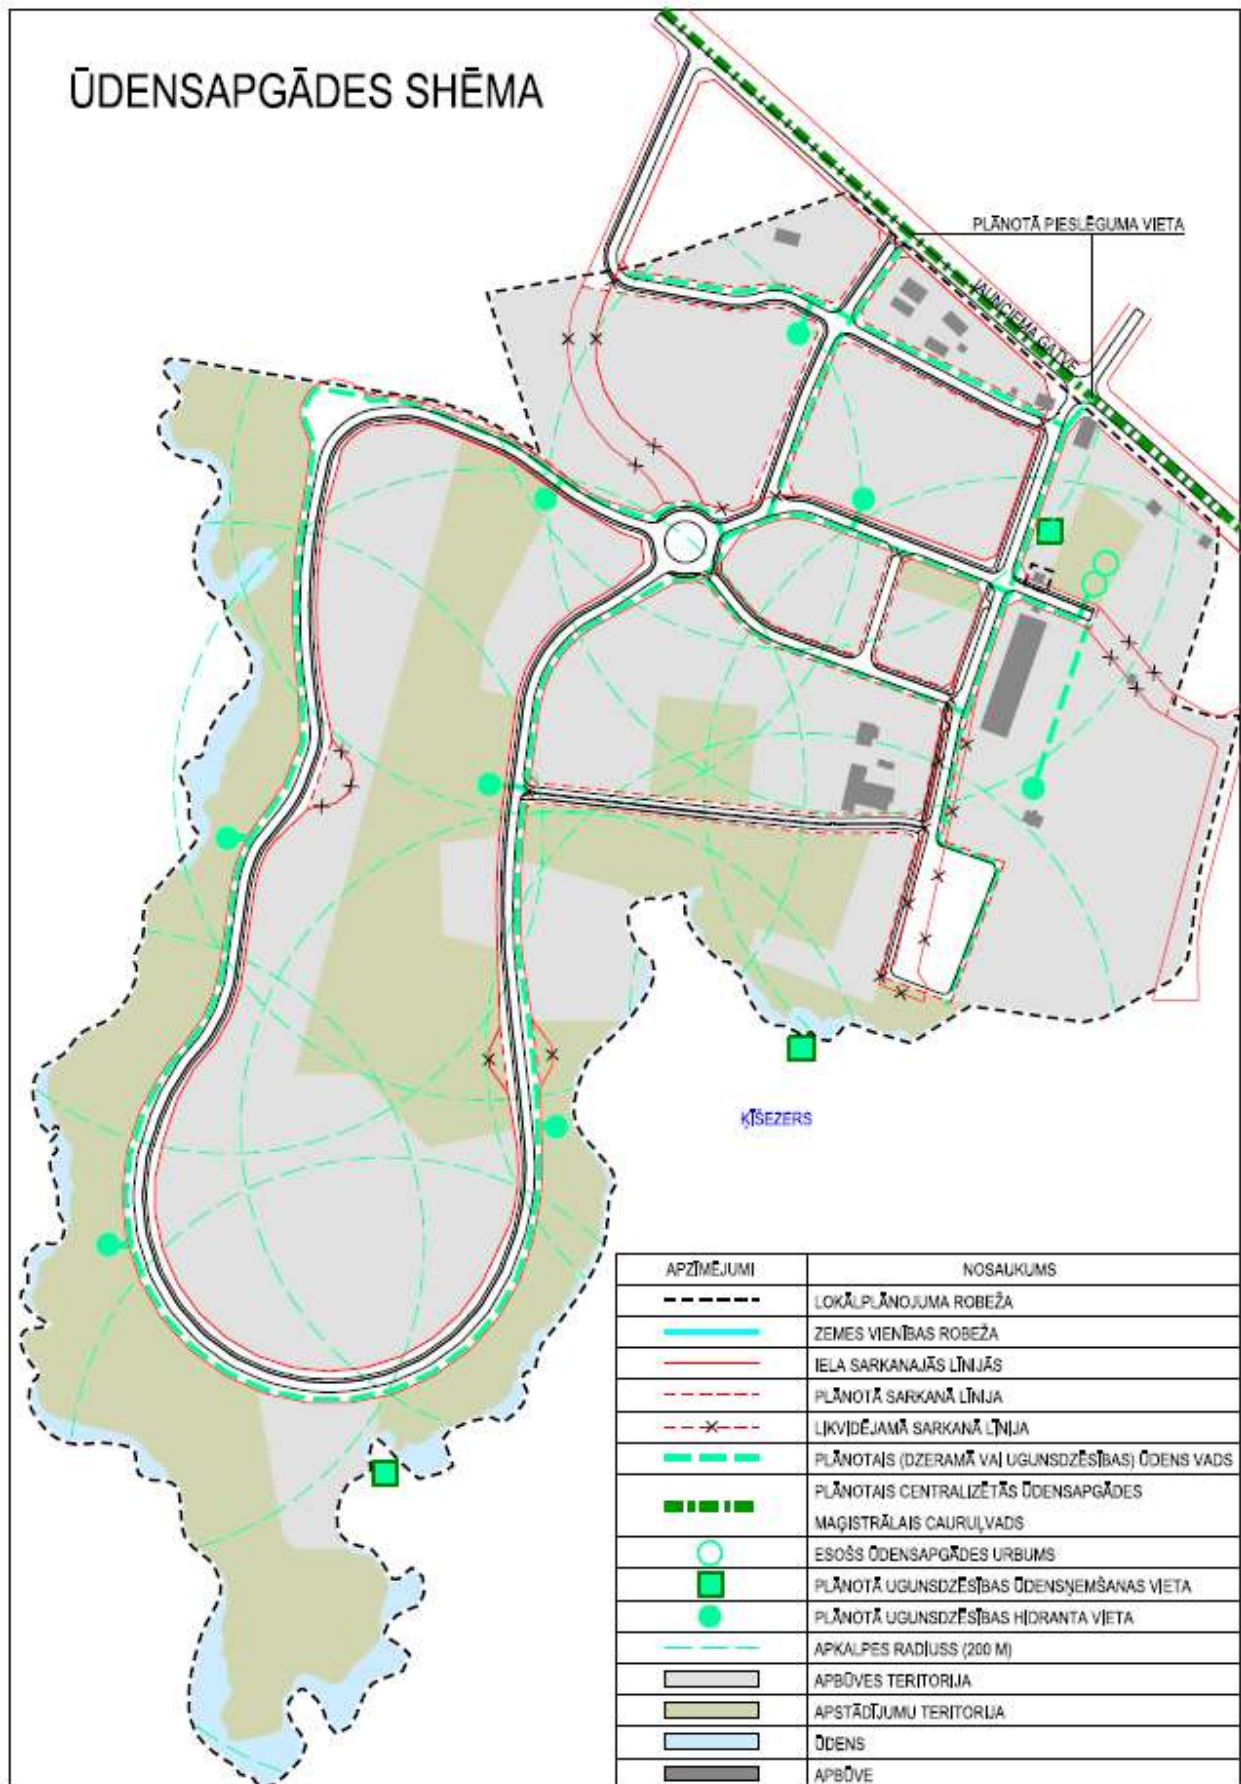 ŪDENSAPGĀDES SHĒMA
PLĀNOTĀ PIESLĒGUMA VIETA
JAUNCIEMA GATVE
ĶĪŠEZERS
APZĪMĒJUMI NOSAUKUMS
LOKĀLPLĀNOJUMA ROBEŽA
ZEMES VIENĪBAS ROBEŽA
IELA SARKANAJĀS LĪNIJĀS
PLĀNOTĀ SARKANĀ LĪNIJA
LIKVIDĒJAMĀ SARKANĀ LĪNIJA
PLĀNOTAIS (DZERAMĀ VAI UGUNSDZĒSĪBAS) ŪDENS VADS
PLĀNOTAIS CENTRALIZĒTĀS ŪDENSAPGĀDES
MAĢISTRĀLAIS CAURUĻVADS
ESOŠS ŪDENSAPGĀDES URBUMS
PLĀNOTĀ UGUNSDZĒSĪBAS ŪDENSŅEMŠANAS VIETA
PLĀNOTĀ UGUNSDZĒSĪBAS HIDRANTA VIETA
APKALPES RADIUSS (200 M)
APBŪVES TERITORIJA
APSTĀDĪJUMU TERITORIJA
ŪDENS
APBŪVE